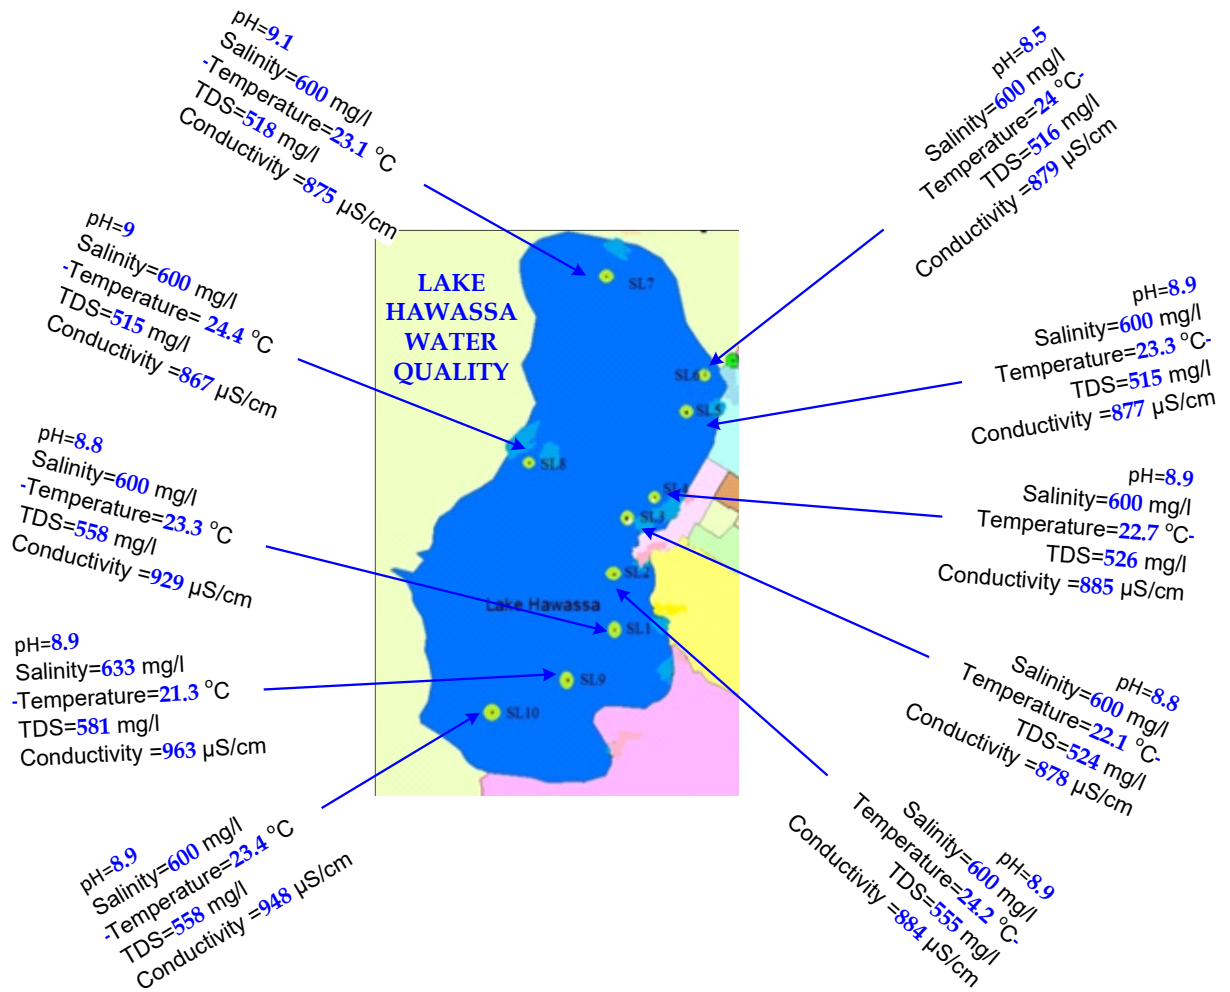 pH=9.1
Salinity=600 mg/l
-Temperature=23.1 °C
TDS=518 mg/l
Conductivity =875 µS/cm
pH=8.5
Salinity=600 mg/l
Temperature=24 °C-
TDS=516 mg/l
Conductivity =879 µS/cm
pH=9
Salinity=600 mg/l
-Temperature= 24.4 °C
TDS=515 mg/l
Conductivity =867 µS/cm
LAKE
HAWASSA
WATER
QUALITY
SL7
pH=8.9
Salinity=600 mg/l
Temperature=23.3 °C-
TDS=515 mg/l
Conductivity =877 µS/cm
SL6
SL5
pH=8.8
Salinity=600 mg/l
-Temperature=23.3 °C
TDS=558 mg/l
Conductivity =929 µS/cm
SL8
SL4
SL3
pH=8.9
Salinity=600 mg/l
Temperature=22.7 °C-
TDS=526 mg/l
Conductivity =885 µS/cm
SL2
Lake Hawassa
SL1
pH=8.9
Salinity=633 mg/l
-Temperature=21.3 °C
TDS=581 mg/l
Conductivity =963 µS/cm
SL9
SL10
pH=8.8
Salinity=600 mg/l
Temperature=22.1 °C-
TDS=524 mg/l
Conductivity =878 µS/cm
pH=8.9
Salinity=600 mg/l
-Temperature=23.4 °C
TDS=558 mg/l
Conductivity =948 µS/cm
pH=8.9
Salinity=600 mg/l
Temperature=24.2 °C-
TDS=555 mg/l
Conductivity =884 µS/cm